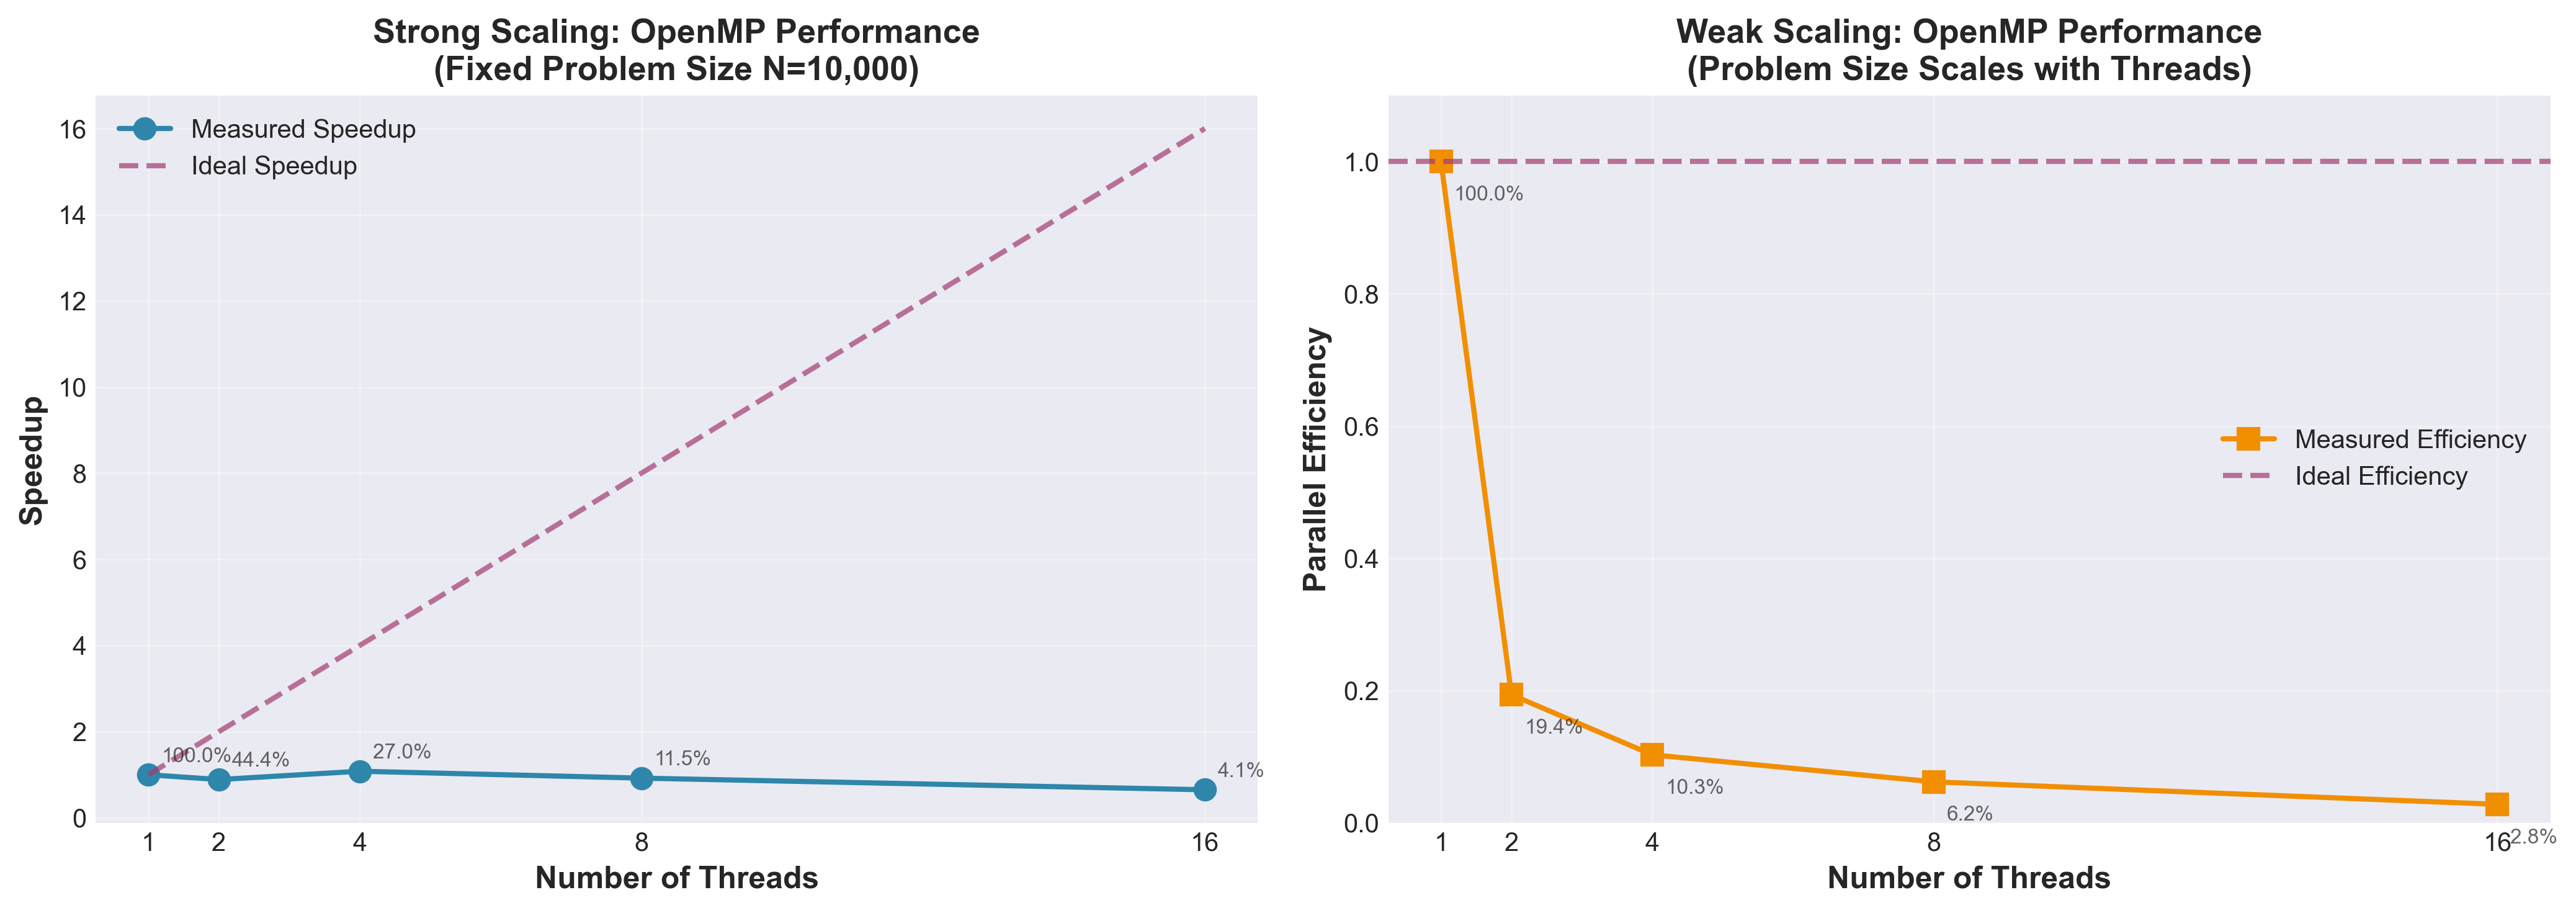 Strong Scaling: OpenMP Performance
(Fixed Problem Size N=10,000)
Measured Speedup
Ideal Speedup
16
14
12
10
8
6
4
2
0
Speedup
100.0%
44.4%
27.0%
11.5%
4.1%
1
2
4
8
16
Number of Threads
Weak Scaling: OpenMP Performance
(Problem Size Scales with Threads)
1.0
0.8
0.6
0.4
0.2
0.0
Parallel Efficiency
Measured Efficiency
Ideal Efficiency
100.0%
19.4%
10.3%
6.2%
2.8%
1
2
4
8
16
Number of Threads